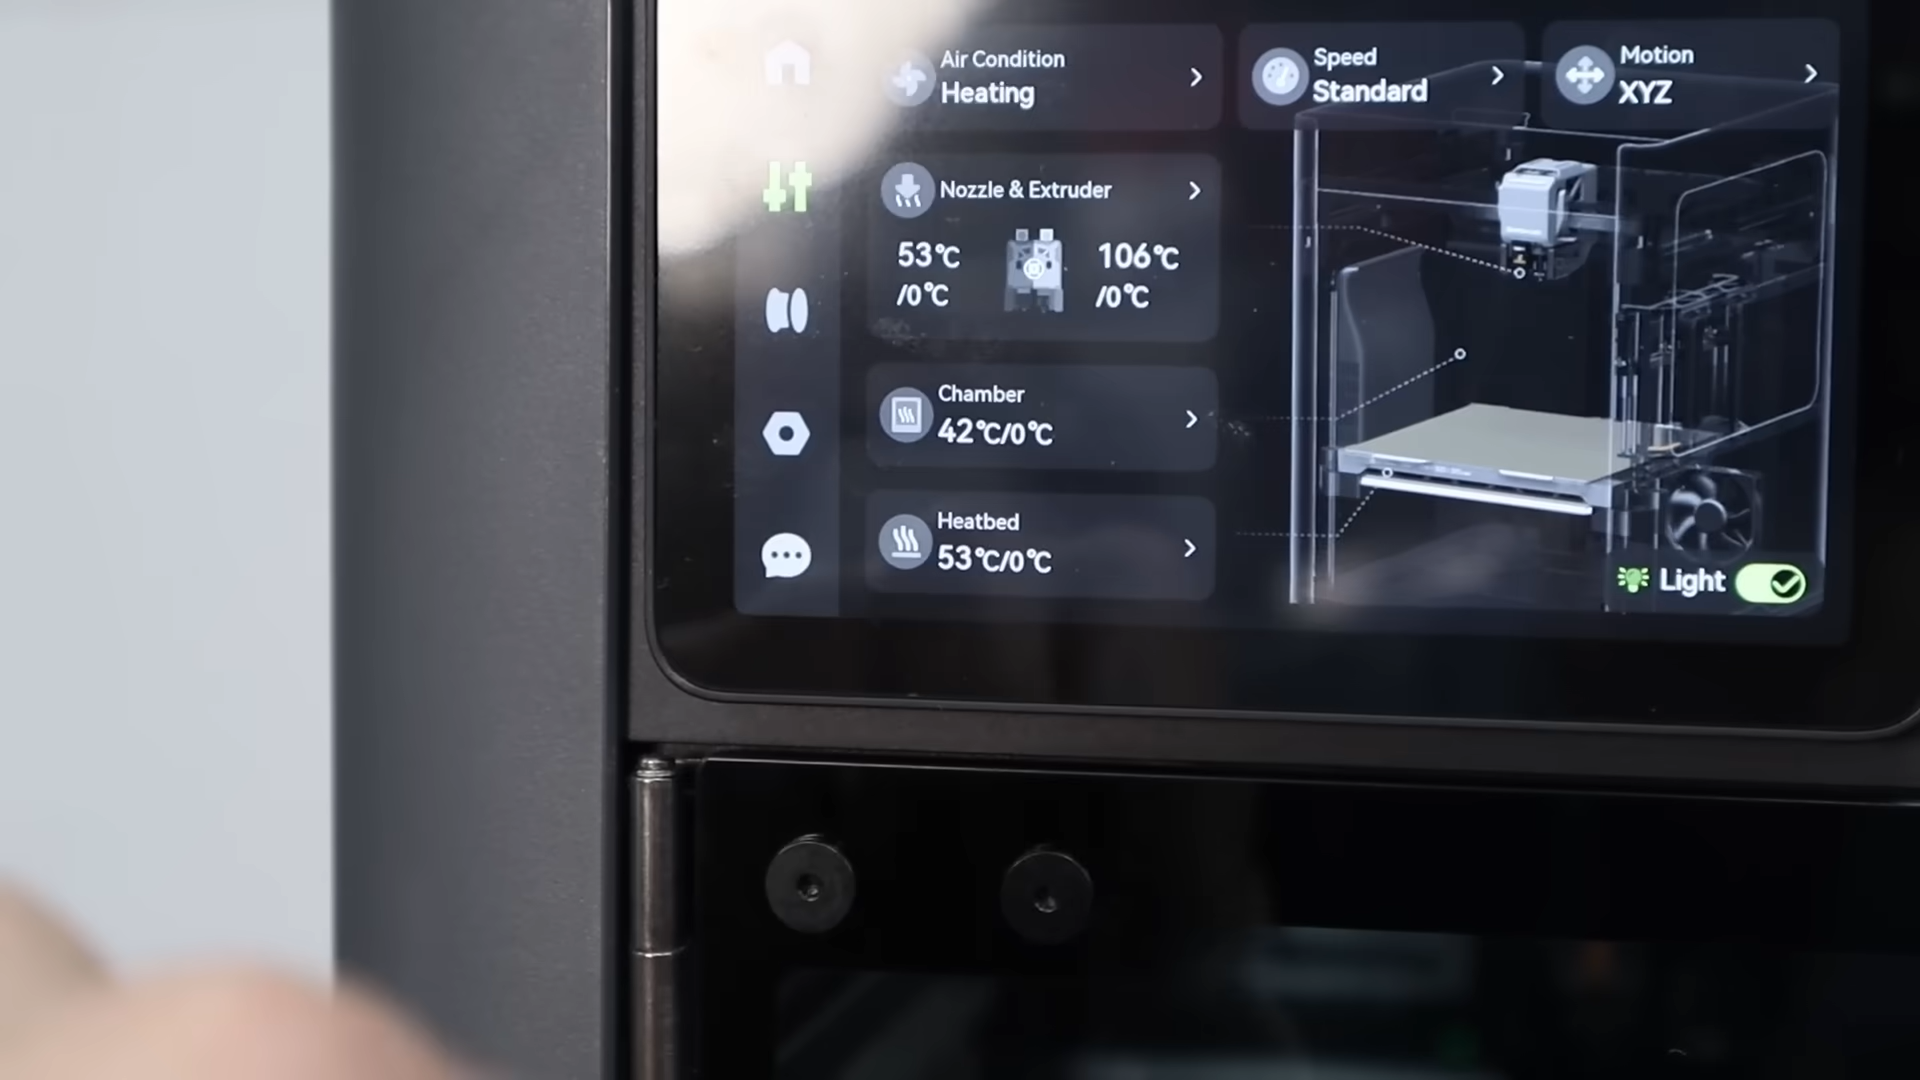 Air Condition
Heating
Speed
Standard
Motion
XYZ
Nozzle & Extruder
53℃
/0℃
106℃
/0℃
Chamber
42℃/0℃
Heatbed
53℃/0℃
Light